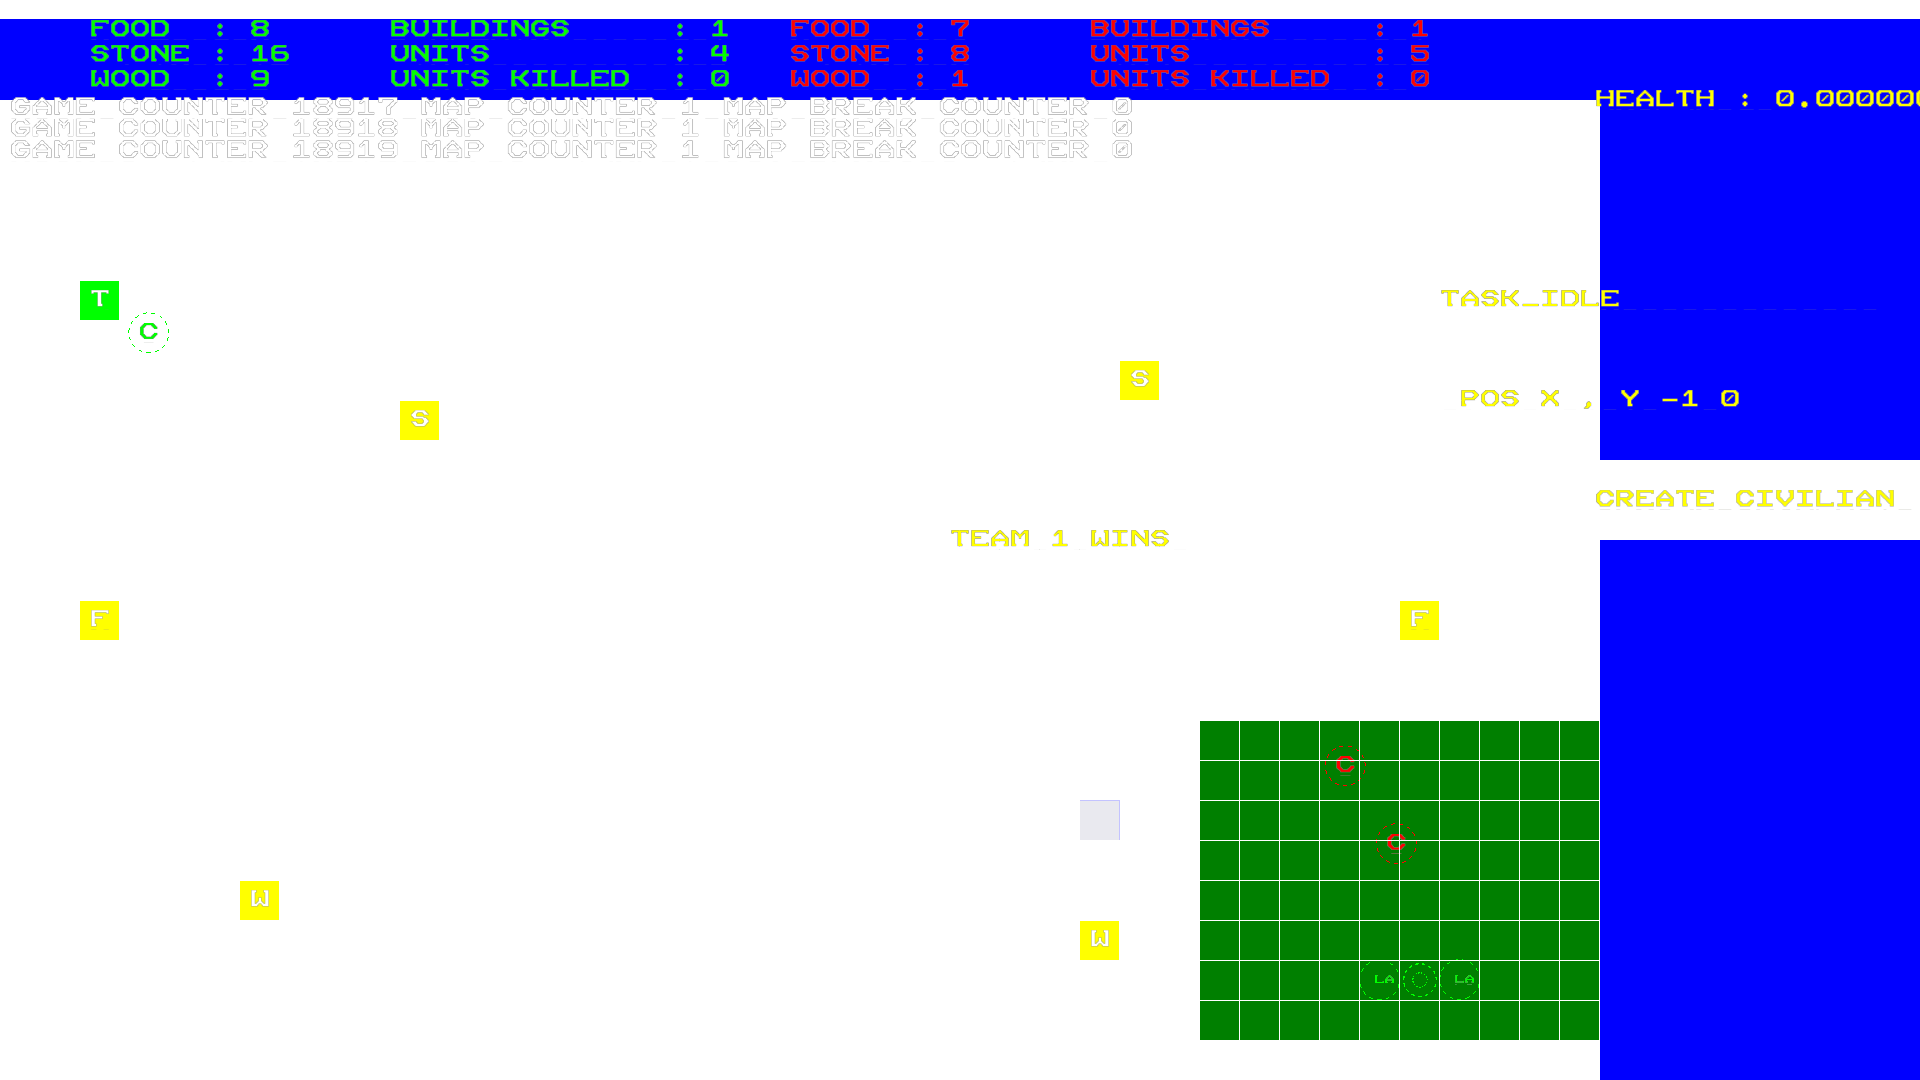 FOOD : 8 BUILDINGS : 1 FOOD : 7 BUILDINGS : 1
STONE : 16 UNITS : 4 STONE : 8 UNITS : 5
WOOD : 9 UNITS KILLED : 0 WOOD : 1 UNITS KILLED : 0
HEALTH : 0.000000
GAME COUNTER 18917 MAP COUNTER 1 MAP BREAK COUNTER 0
GAME COUNTER 18918 MAP COUNTER 1 MAP BREAK COUNTER 0
GAME COUNTER 18919 MAP COUNTER 1 MAP BREAK COUNTER 0
T
TASK_IDLE
C
S
POS X , Y -1 0
S
CREATE CIVILIAN
TEAM 1 WINS
F
F
C
C
W
W
LA
LA